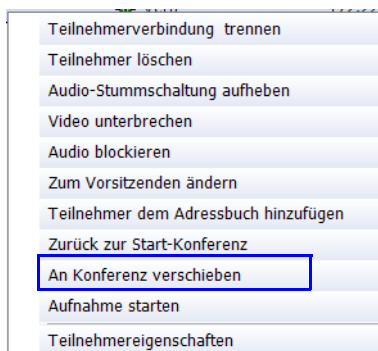 Teilnehmerverbindung trennen
Teilnehmer löschen
Audio-Stummschaltung aufheben
Video unterbrechen
Audio blockieren
Zum Vorsitzenden ändern
Teilnehmer dem Adressbuch hinzufügen
Zurück zur Start-Konferenz
An Konferenz verschieben
Aufnahme starten
Teilnehmereigenschaften